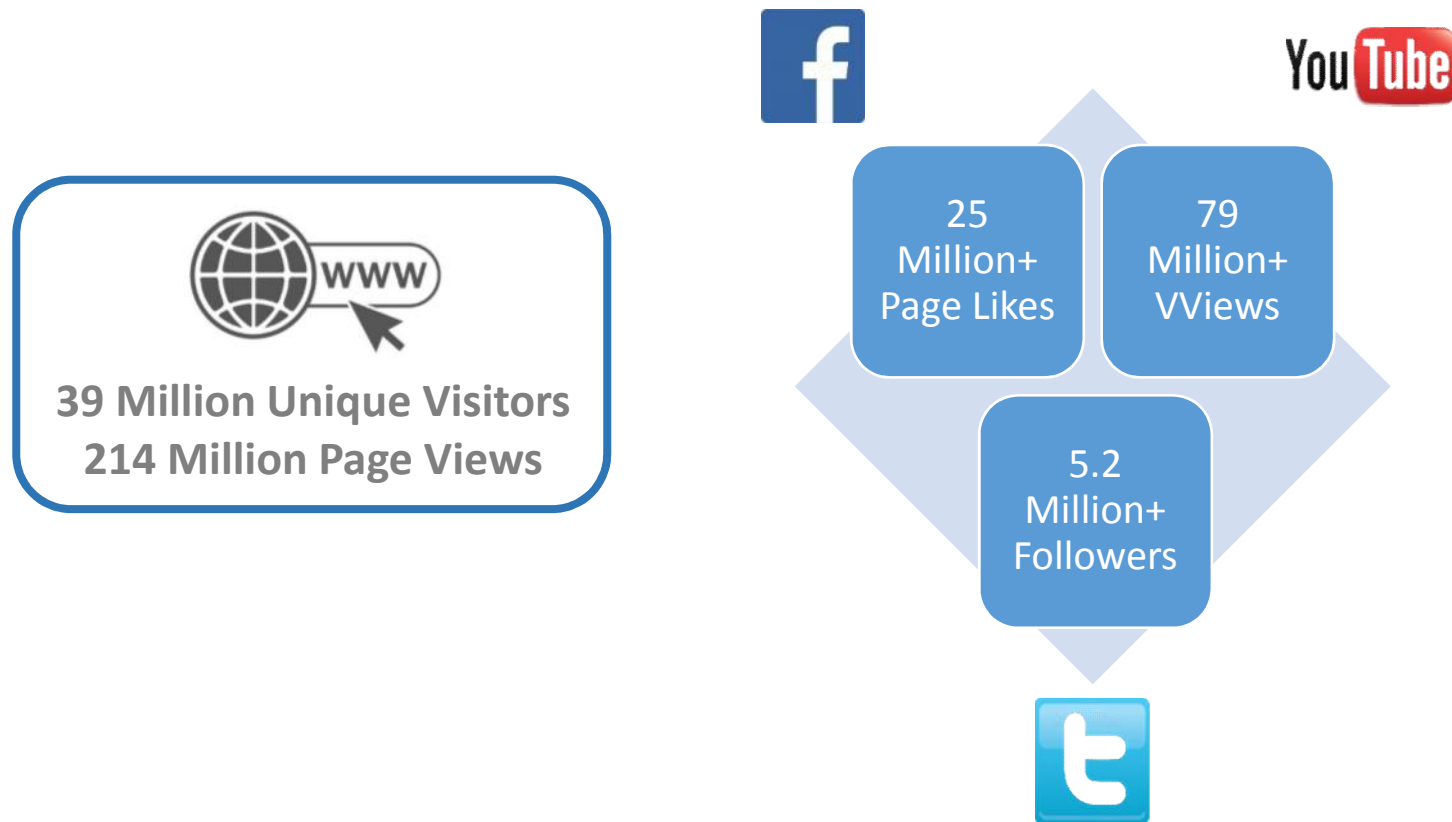 www
39 Million Unique Visitors
214 Million Page Views
f
You Tube
25
Million+
Page Likes
79
Million+
VViews
5.2
Million+
Followers
t